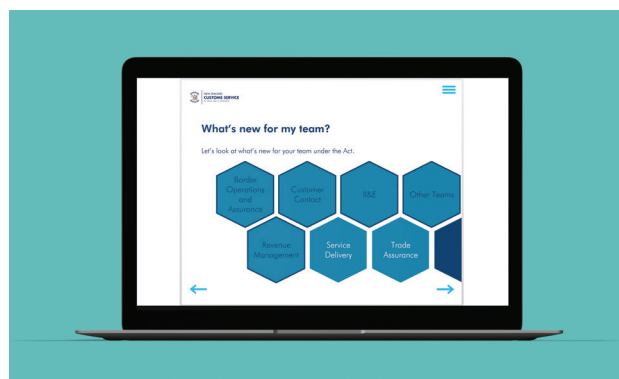 NEW ZEALAND
CUSTOMS SERVICE
What's new for my team?
Let's look at what's new for your team under the Act.
Border
Operations
and
Assurance
Customer
Contact
II&E
Other Teams
Revenue
Management
Service
Delivery
Trade
Assurance